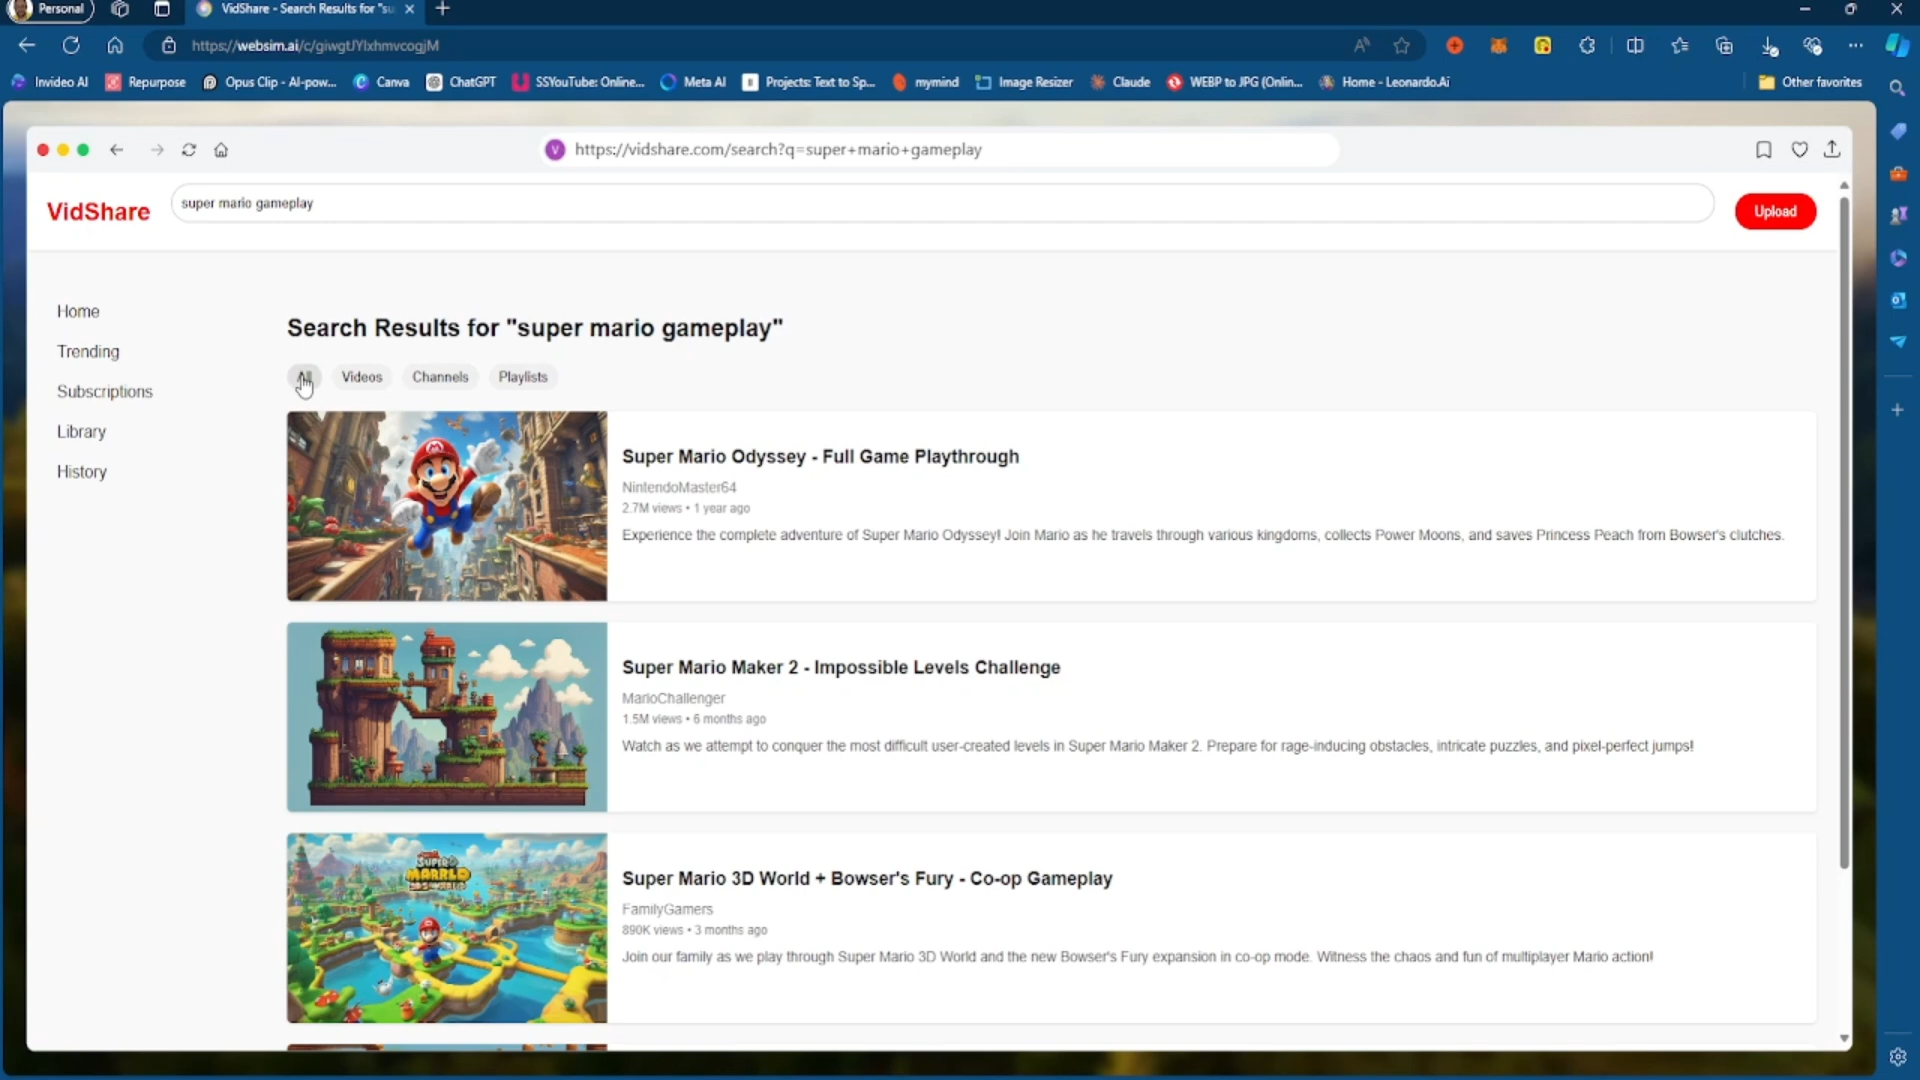 Personal
VidShare - Search Results for "su
https://websim.ai/c/giwgtJYlxhmvcogjM
Invideo AI
Repurpose
Opus Clip - AI-pow...
Canva
ChatGPT
SSYouTube: Online...
Meta AI
Projects: Text to Sp...
mymind
Image Resizer
Claude
WEBP to JPG (Onlin...
Home - Leonardo.Ai
Other favorites
V
https://vidshare.com/search?q=super+mario+gameplay
VidShare
super mario gameplay
Upload
Home
Trending
Subscriptions
Library
History
Search Results for "super mario gameplay"
All
Videos
Channels
Playlists
Super Mario Odyssey - Full Game Playthrough
NintendoMaster64
2.7M views • 1 year ago
Experience the complete adventure of Super Mario Odyssey! Join Mario as he travels through various kingdoms, collects Power Moons, and saves Princess Peach from Bowser's clutches.
Super Mario Maker 2 - Impossible Levels Challenge
MarioChallenger
1.5M views • 6 months ago
Watch as we attempt to conquer the most difficult user-created levels in Super Mario Maker 2. Prepare for rage-inducing obstacles, intricate puzzles, and pixel-perfect jumps!
SUPER
MARRLD
Super Mario 3D World + Bowser's Fury - Co-op Gameplay
FamilyGamers
890K views • 3 months ago
Join our family as we play through Super Mario 3D World and the new Bowser's Fury expansion in co-op mode. Witness the chaos and fun of multiplayer Mario action!